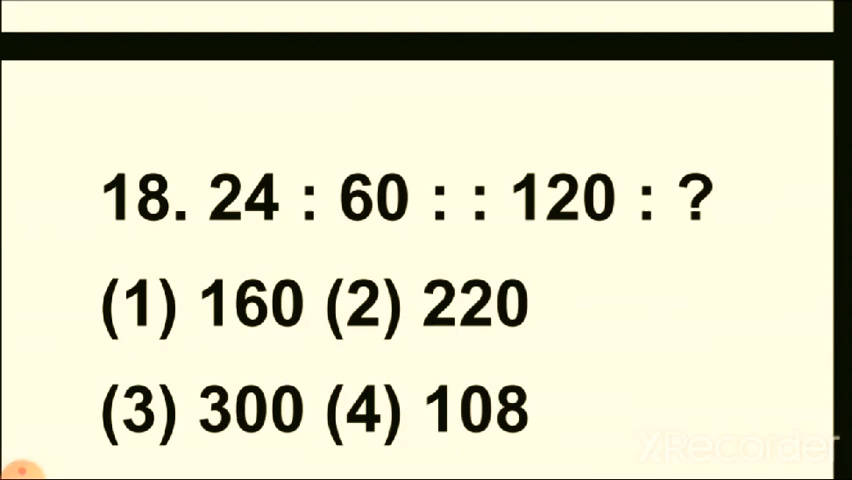 18. 24 : 60 : : 120 : ?
(1) 160 (2) 220
(3) 300 (4) 108
XRecorder